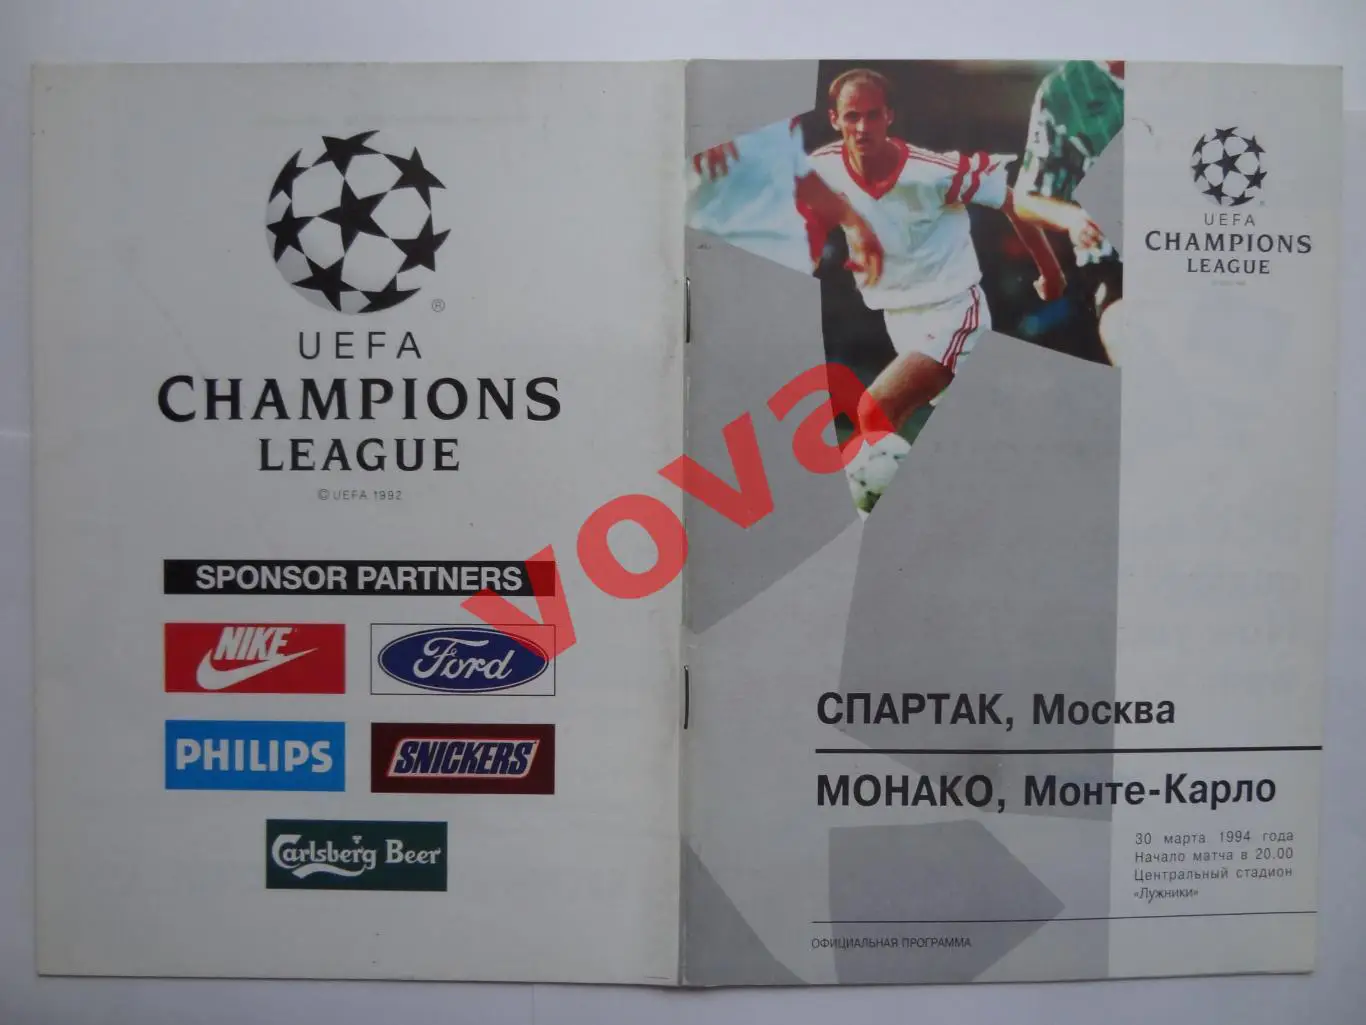 UEFA
CHAMPIONS
LEAGUE
© UEFA 1992
SPONSOR PARTNERS
NIKE
Ford
PHILIPS
SNICKERS
Carlsberg Beer
vova
UEFA
CHAMPIONS
LEAGUE
СПАРТАК, Москва
МОНАКО, Монте-Карло
30 марта 1994 года
Начало матча в 20.00
Центральный стадион
«Лужники»
ОФИЦИАЛЬНАЯ ПРОГРАММА